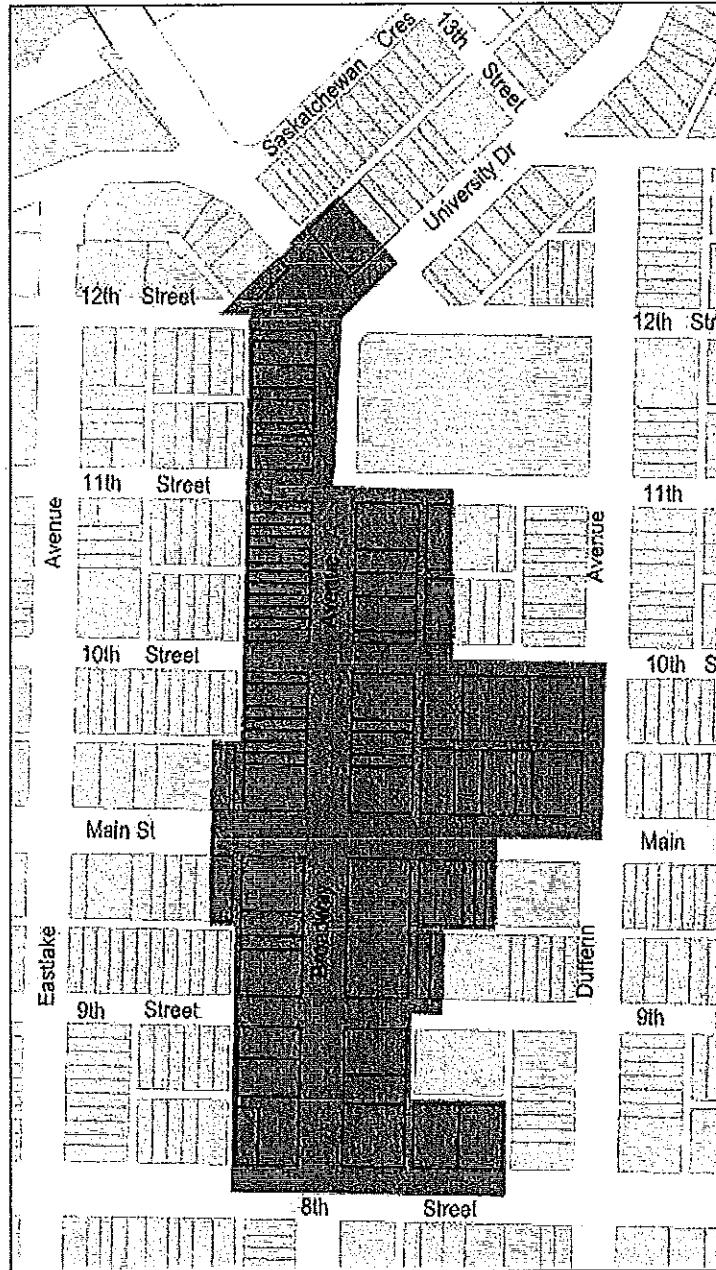 Saskatchewan Cres
13th Street
University Dr
12th Street
12th Str
11th Street
11th
Avenue
Avenue
Avenue
10th Street
10th S
Main St
Main
Broadway
Eastlake
Dufferin
9th Street
9th
8th Street